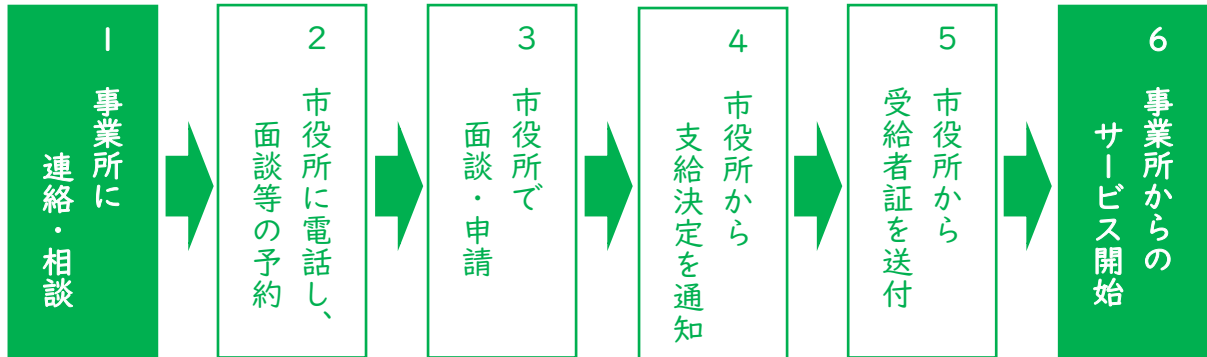 1 事業所に
連絡・相談
2 市役所に電話し、
面談等の予約
3 市役所で
面談・申請
4 市役所から
支給決定を通知
5 市役所から
受給者証を送付
6 事業所からの
サービス開始